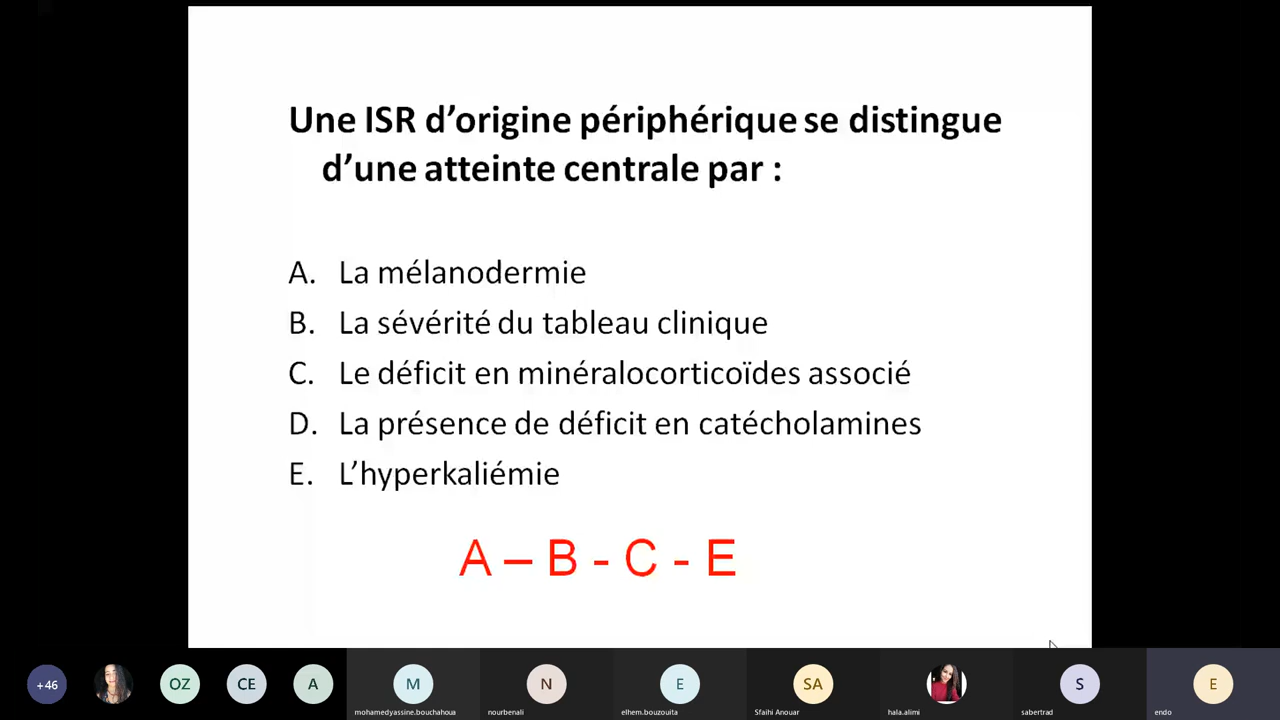 Une ISR d’origine périphérique se distingue
d’une atteinte centrale par :
A. La mélanodermie
B. La sévérité du tableau clinique
C. Le déficit en minéralocorticoïdes associé
D. La présence de déficit en catécholamines
E. L’hyperkaliémie
A – B - C - E
+46
OZ
CE
A
M
N
E
SA
S
E
mohamedyassine.bouchahoua
nourbenali
elhem.bouzouita
Sfaihi Anouar
hala.alimi
sabertrad
endo